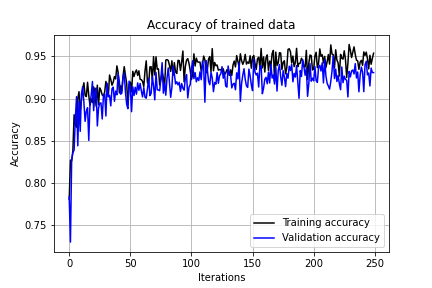 Accuracy of trained data
Accuracy
0.95
0.90
0.85
0.80
0.75
Training accuracy
Validation accuracy
0
50
100
150
200
250
Iterations